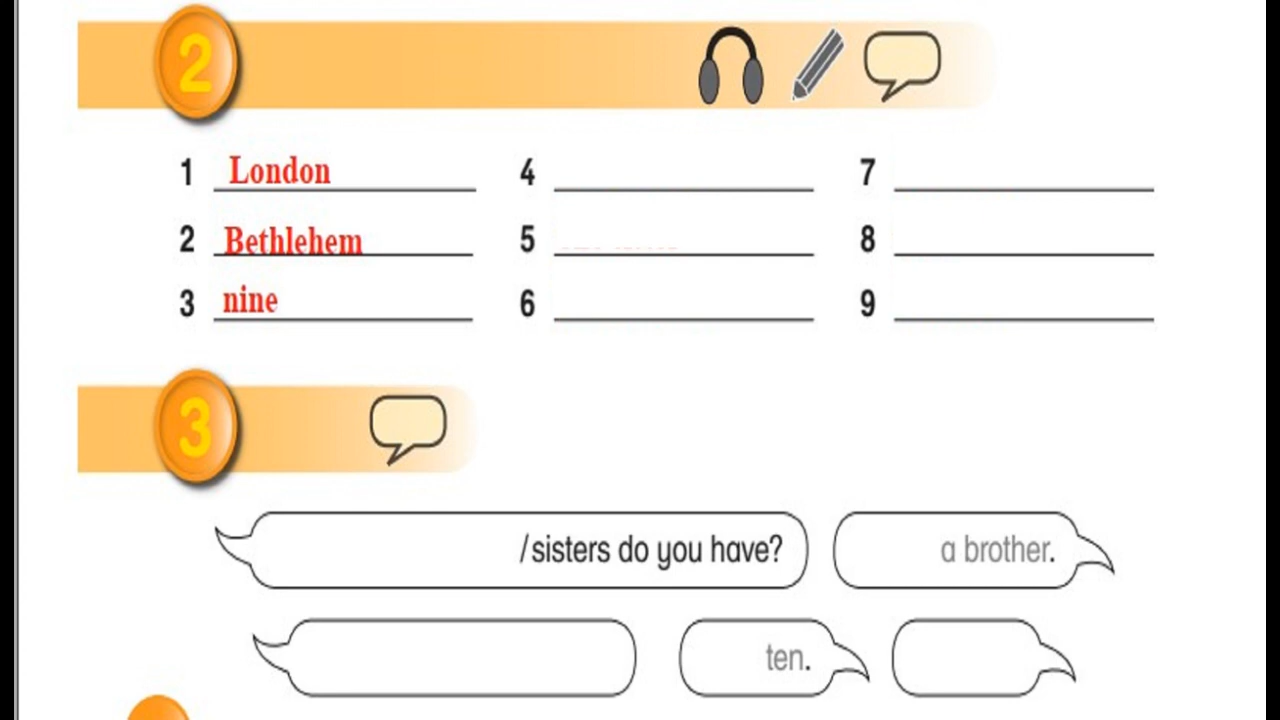 2
1 London 4 7
2 Bethlehem 5 8
3 nine 6 9
3
/sisters do you have? a brother.
ten.